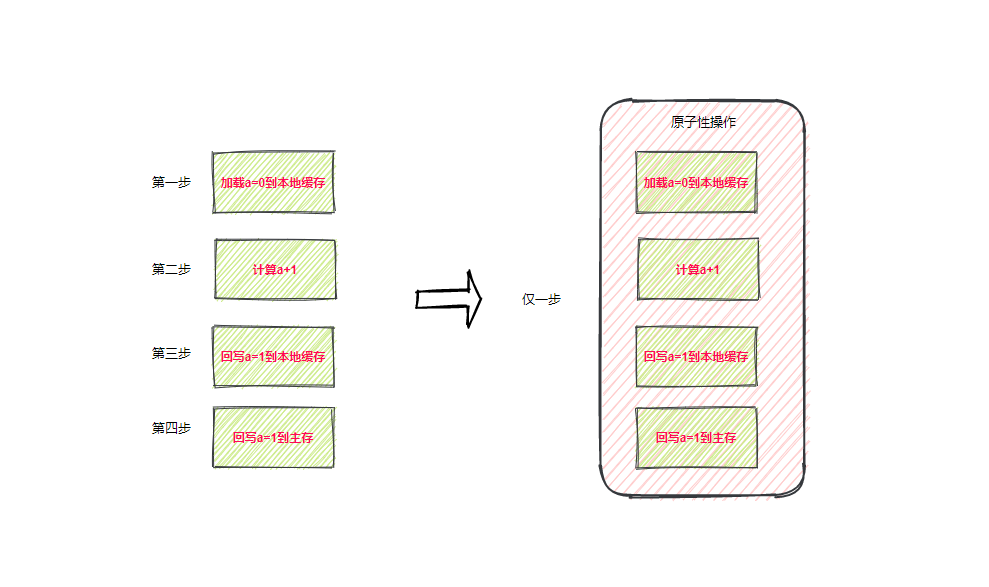 第一步
加载a=0到本地缓存
第二步
计算a+1
第三步
回写a=1到本地缓存
第四步
回写a=1到主存
仅一步
原子性操作
加载a=0到本地缓存
计算a+1
回写a=1到本地缓存
回写a=1到主存